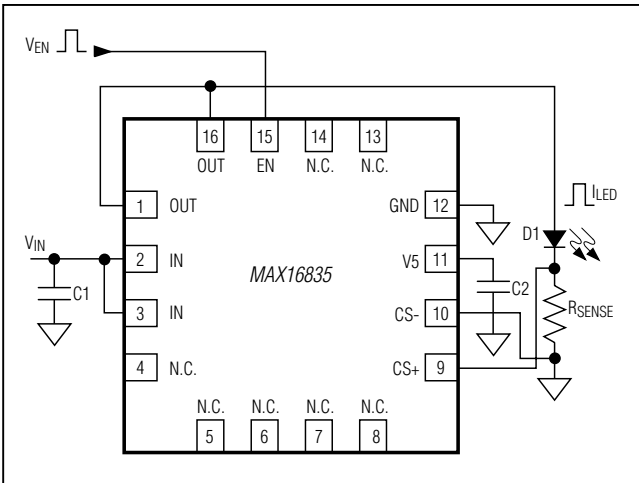 VEN
16
15
14
13
OUT
EN
N.C.
N.C.
1
OUT
GND
12
ILED
D1
VIN
2
IN
MAX16835
V5
11
C1
C2
3
IN
CS-
10
RSENSE
4
N.C.
CS+
9
N.C.
N.C.
N.C.
N.C.
5
6
7
8